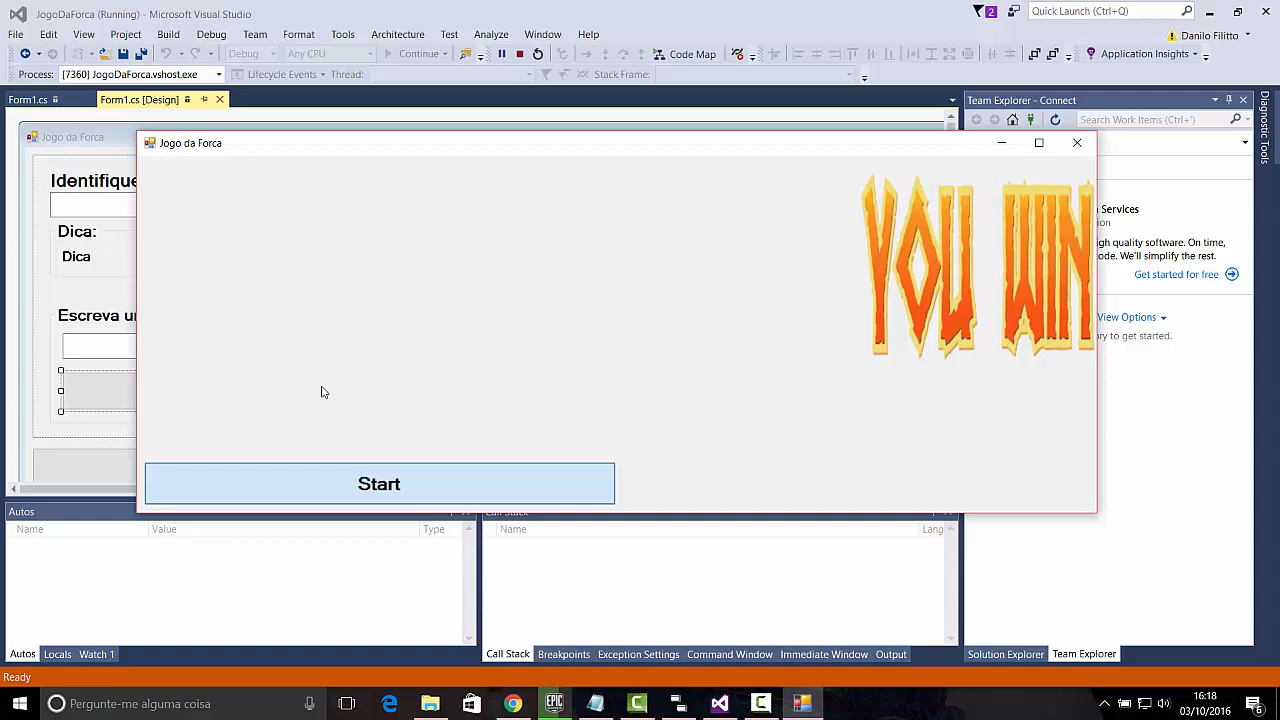 JogoDaForca (Running) - Microsoft Visual Studio
2
Quick Launch (Ctrl+Q)
File Edit View Project Build Debug Team Format Tools Architecture Test Analyze Window Help
Danilo Filitto
Debug Any CPU Continue Code Map Application Insights
Process: [7360] JogoDaForca.vshost.exe Lifecycle Events Thread: Stack Frame:
Form1.cs Form1.cs [Design]
Team Explorer - Connect
Search Work Items (Ctrl+')
Diagnostic Tools
Jogo da Forca
Jogo da Forca
Identifique
Dica:
Dica
Escreva u
YOU WIN
Services
high quality software. On time,
de. We'll simplify the rest.
Get started for free
View Options
ry to get started.
Start
Autos
Name Value Type
Call Stack
Name Lang
Autos Locals Watch 1
Call Stack Breakpoints Exception Settings Command Window Immediate Window Output
Solution Explorer Team Explorer
Ready
Pergunte-me alguma coisa
EPIC
16:18
03/10/2016
6